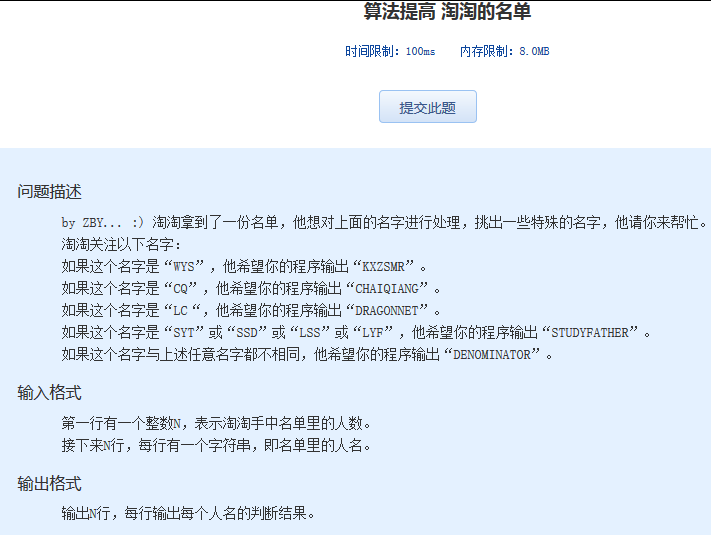 算法提高 淘淘的名单
时间限制：100ms 内存限制：8.0MB
提交此题
问题描述
by ZBY... :) 淘淘拿到了一份名单，他想对上面的名字进行处理，挑出一些特殊的名字，他请你来帮忙。
淘淘关注以下名字：
如果这个名字是“WYS”，他希望你的程序输出“KXZSMR”。
如果这个名字是“CQ”，他希望你的程序输出“CHAIQIANG”。
如果这个名字是“LC“，他希望你的程序输出“DRAGONNET”。
如果这个名字是“SYT”或“SSD”或“LSS”或“LYF”，他希望你的程序输出“STUDYFATHER”。
如果这个名字与上述任意名字都不相同，他希望你的程序输出“DENOMINATOR”。
输入格式
第一行有一个整数N，表示淘淘手中名单里的人数。
接下来N行，每行有一个字符串，即名单里的人名。
输出格式
输出N行，每行输出每个人名的判断结果。